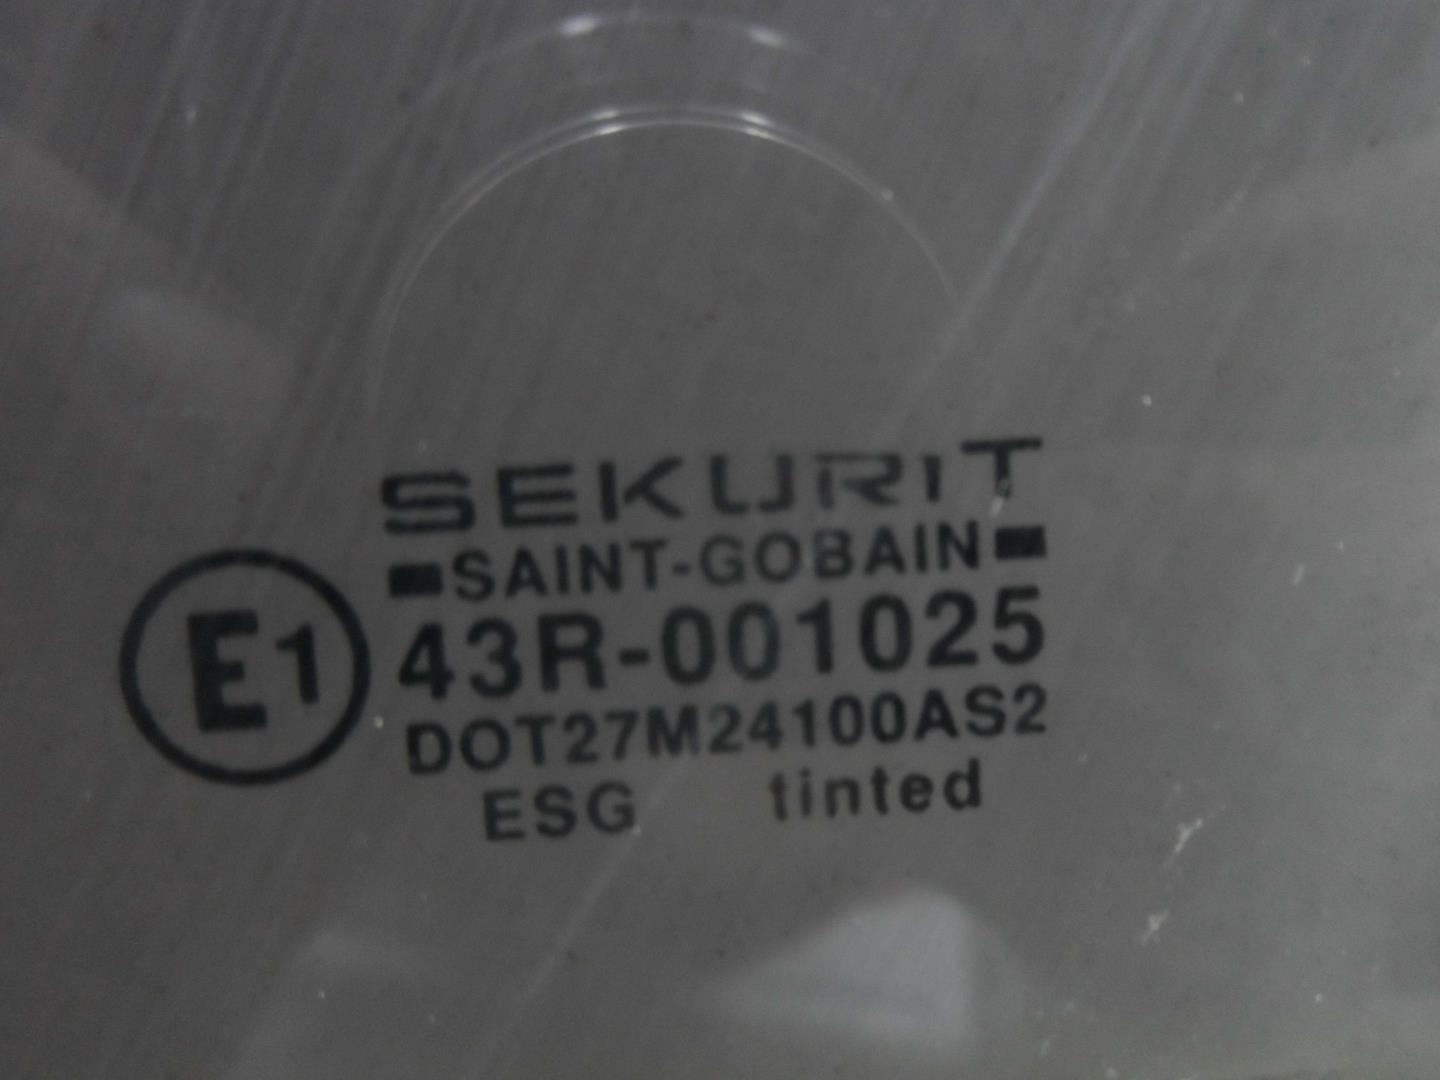 SEKURIT
SAINT-GOBAIN
E1
43R-001025
DOT27M24100AS2
ESG tinted